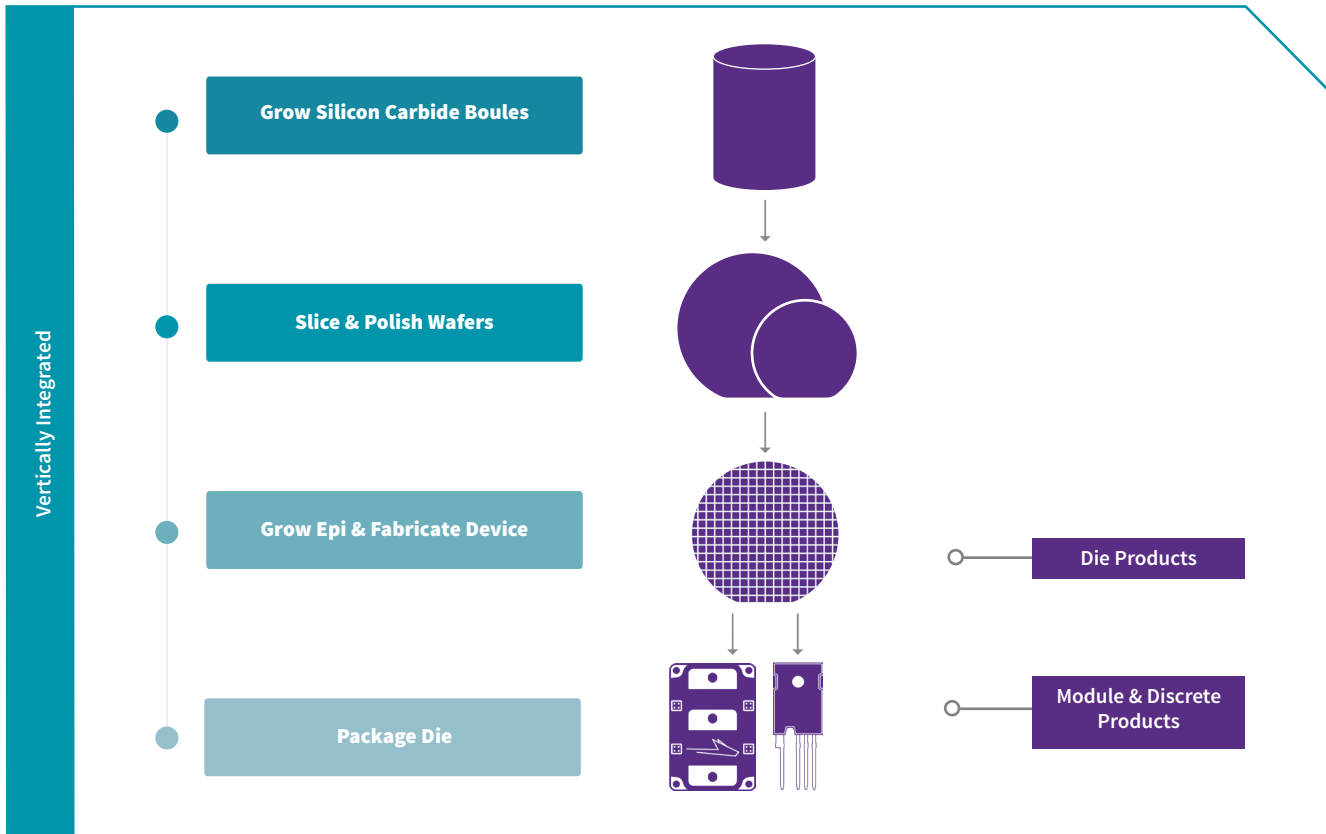 Vertically Integrated
Grow Silicon Carbide Boules
Slice & Polish Wafers
Grow Epi & Fabricate Device
Die Products
Package Die
Module & Discrete
Products